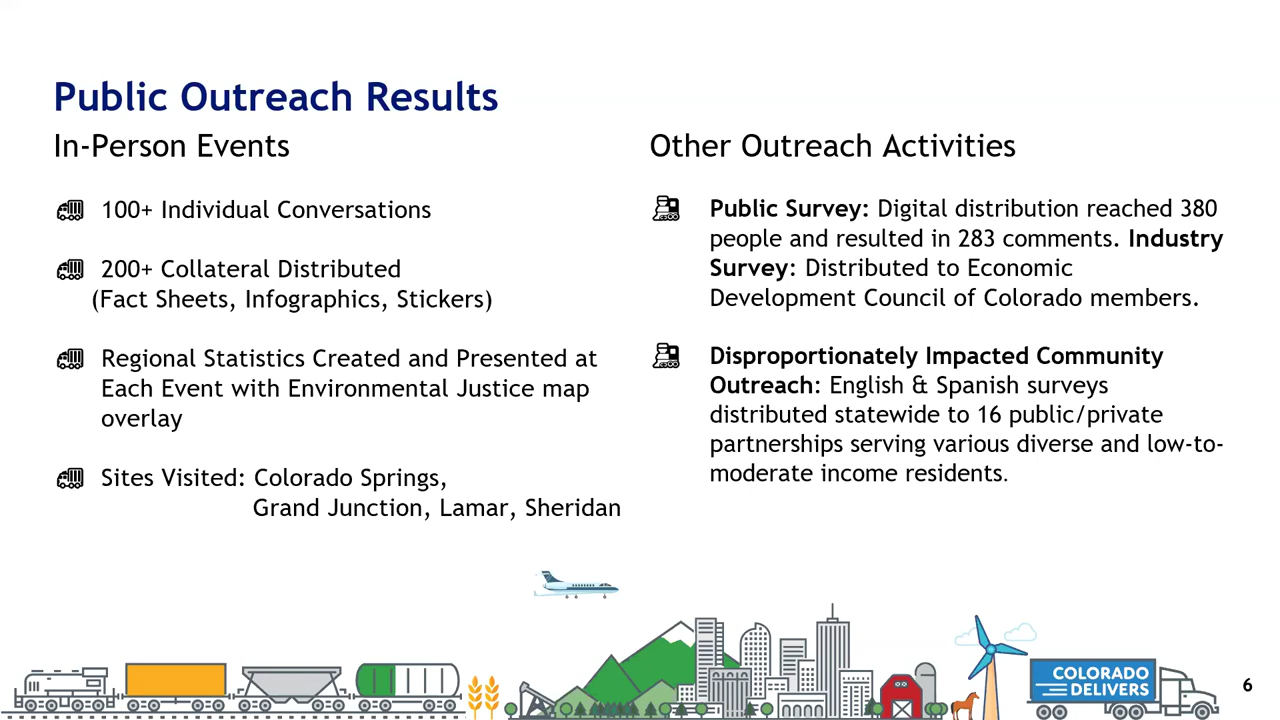 Public Outreach Results
In-Person Events
100+ Individual Conversations
200+ Collateral Distributed
(Fact Sheets, Infographics, Stickers)
Regional Statistics Created and Presented at
Each Event with Environmental Justice map
overlay
Sites Visited: Colorado Springs,
Grand Junction, Lamar, Sheridan
Other Outreach Activities
Public Survey: Digital distribution reached 380
people and resulted in 283 comments. Industry
Survey: Distributed to Economic
Development Council of Colorado members.
Disproportionately Impacted Community
Outreach: English & Spanish surveys
distributed statewide to 16 public/private
partnerships serving various diverse and low-to-
moderate income residents.
COLORADO
DELIVERS
6